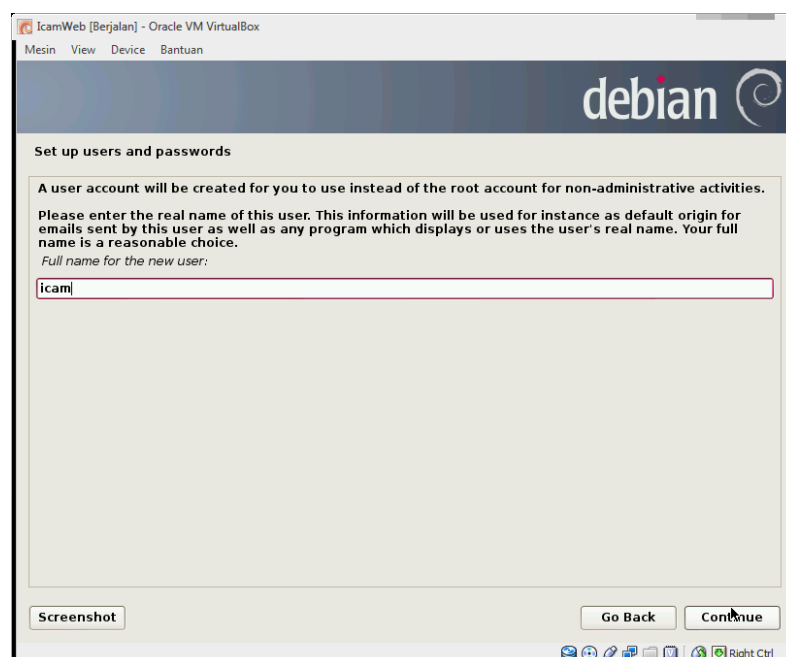 IcamWeb [Berjalan] - Oracle VM VirtualBox
Mesin View Device Bantuan
debian
Set up users and passwords
A user account will be created for you to use instead of the root account for non-administrative activities.
Please enter the real name of this user. This information will be used for instance as default origin for
emails sent by this user as well as any program which displays or uses the user's real name. Your full
name is a reasonable choice.
Full name for the new user:
icam
Screenshot Go Back Continue
Right Ctrl